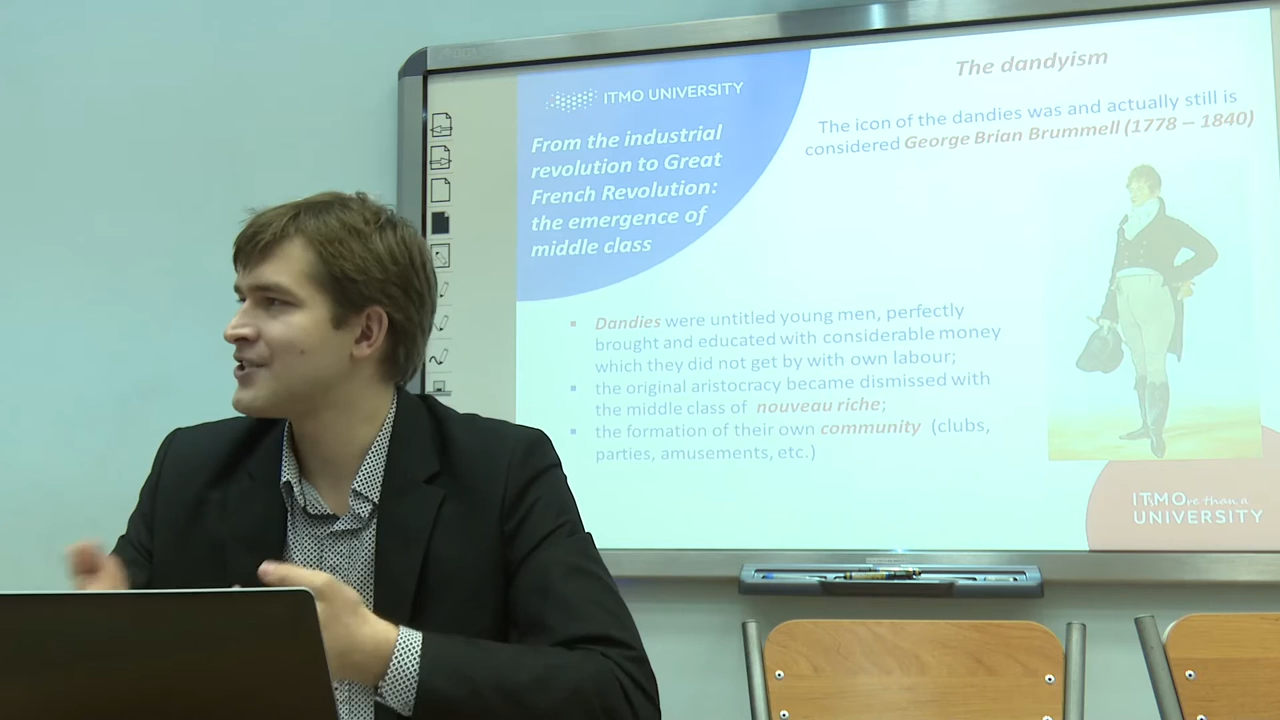 ITMO UNIVERSITY
From the industrial
revolution to Great
French Revolution:
the emergence of
middle class
The dandyism
The icon of the dandies was and actually still is
considered George Brian Brummell (1778 – 1840)
▪ Dandies were untitled young men, perfectly
brought and educated with considerable money
which they did not get by with own labour;
▪ the original aristocracy became dismissed with
the middle class of nouveau riche;
▪ the formation of their own community (clubs,
parties, amusements, etc.)
IT'SMOre than a
UNIVERSITY